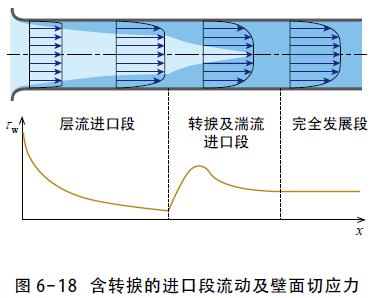 层流进口段
转捩及湍流
进口段
完全发展段
τw
x
图 6-18 含转捩的进口段流动及壁面切应力